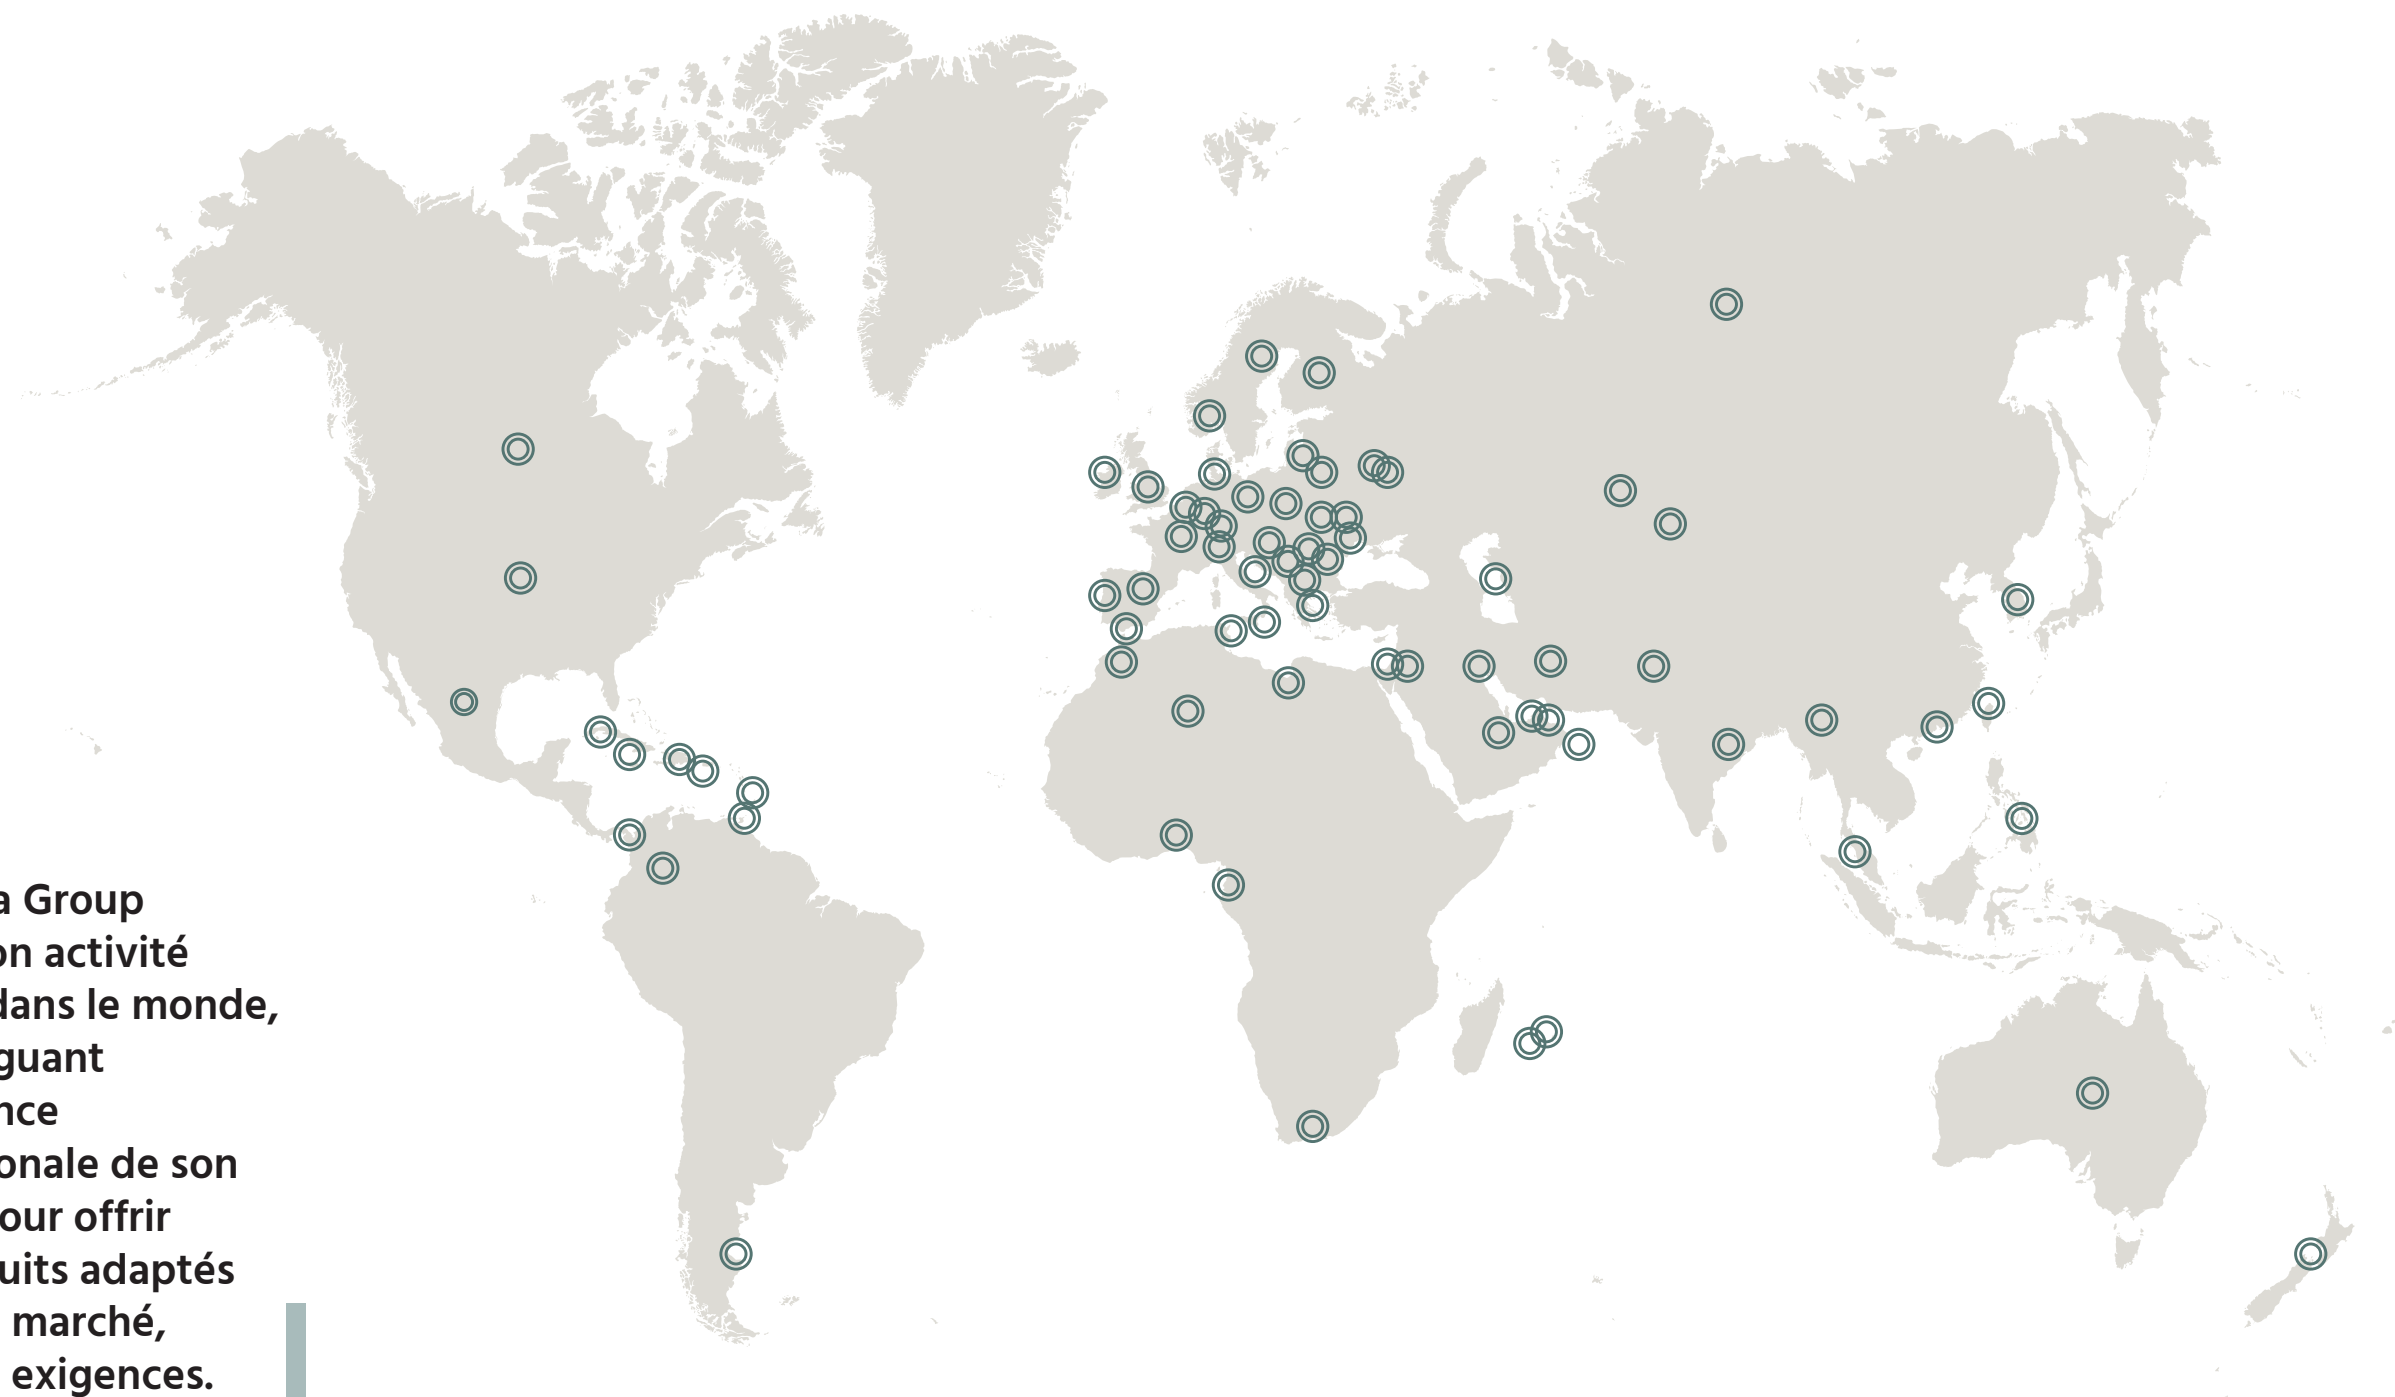 a Group
on activité
dans le monde,
guant
nce
onale de son
our offrir
uits adaptés
marché,
exigences.